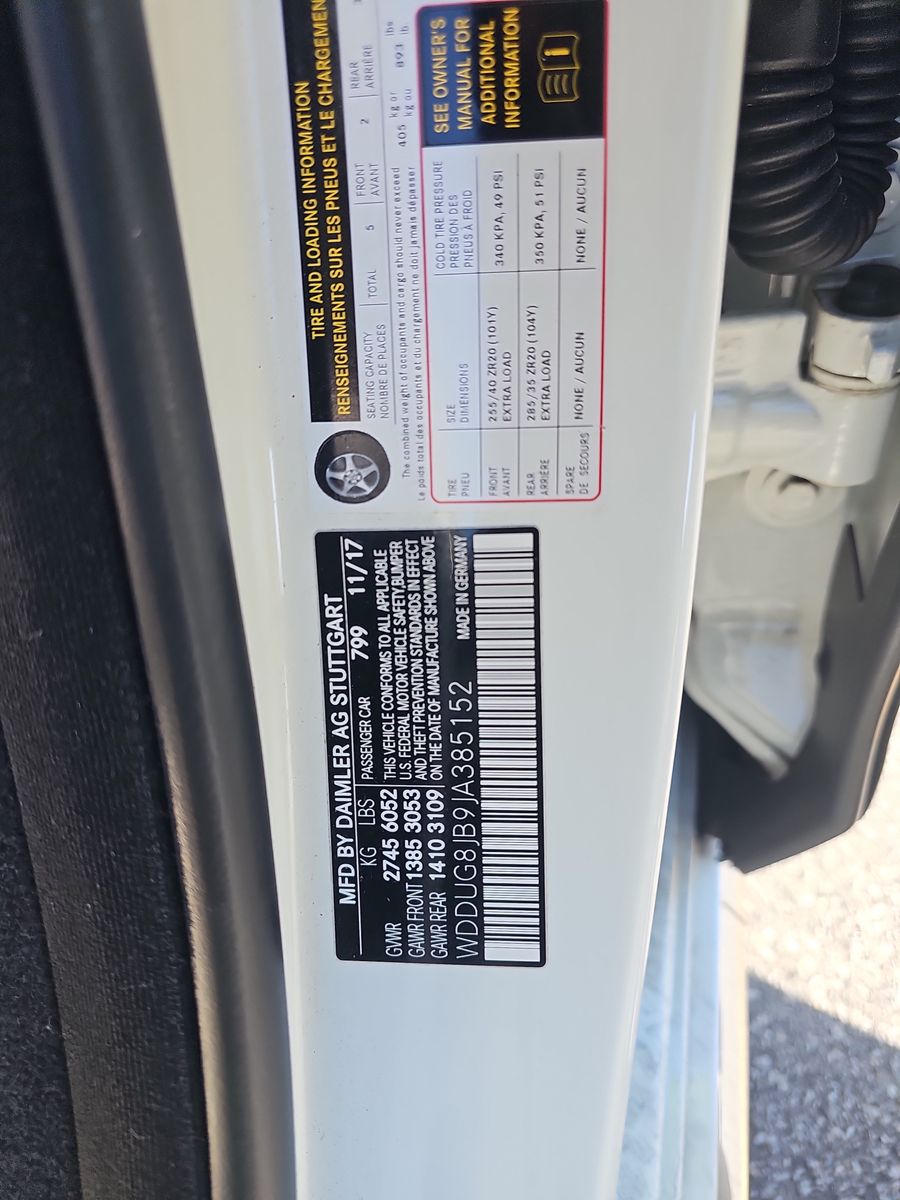 TIRE AND LOADING INFORMATION
RENSEIGNEMENTS SUR LES PNEUS ET LE CHARGEMEN
SEATING CAPACITY TOTAL 5 FRONT 2 REAR
NOMBRE DE PLACES AVANT ARRIÈRE
The combined weight of occupants and cargo should never exceed 405 kg or 893 lbs
Le poids total des occupants et du chargement ne doit jamais dépasser kg ou lb.
TIRE SIZE COLD TIRE PRESSURE
PNEU DIMENSIONS PRESSION DES
PNEUS À FROID
FRONT 255/40 ZR20 (101Y) 340 KPA, 49 PSI
AVANT EXTRA LOAD
REAR 285/35 ZR20 (104Y) 350 KPA, 51 PSI
ARRIÈRE EXTRA LOAD
SPARE NONE / AUCUN NONE / AUCUN
DE SECOURS
SEE OWNER'S
MANUAL FOR
ADDITIONAL
INFORMATION
MFD BY DAIMLER AG STUTTGART
KG LBS PASSENGER CAR 799 11/17
GVWR 2745 6052 THIS VEHICLE CONFORMS TO ALL APPLICABLE
U.S. FEDERAL MOTOR VEHICLE SAFETY,BUMPER
GAWR FRONT 1385 3053 AND THEFT PREVENTION STANDARDS IN EFFECT
GAWR REAR 1410 3109 ON THE DATE OF MANUFACTURE SHOWN ABOVE
WDDUG8JB9JA385152 MADE IN GERMANY